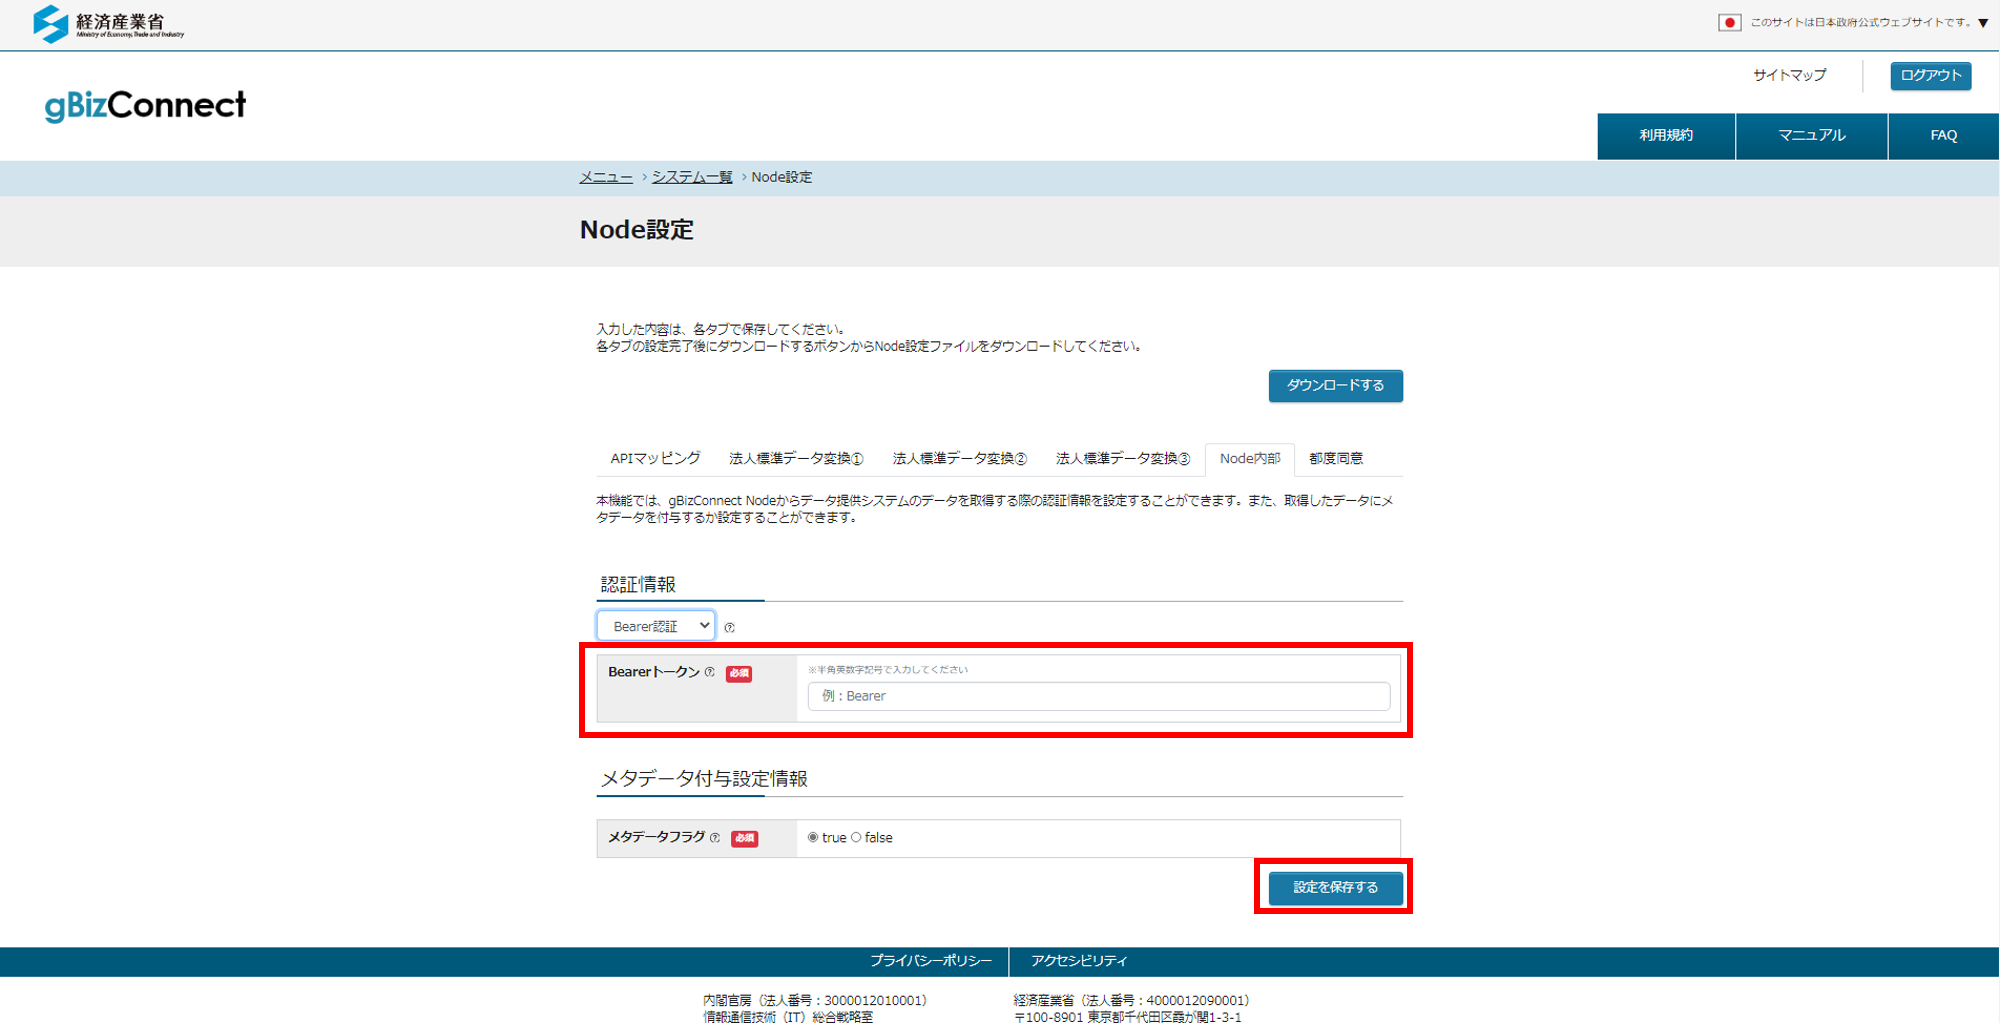 経済産業省
Ministry of Economy, Trade and Industry
このサイトは日本政府公式ウェブサイトです。▼
gBizConnect
サイトマップ
ログアウト
利用規約
マニュアル
FAQ
メニュー › システム一覧 › Node設定
Node設定
入力した内容は、各タブで保存してください。
各タブの設定完了後にダウンロードするボタンからNode設定ファイルをダウンロードしてください。
ダウンロードする
APIマッピング 法人標準データ変換① 法人標準データ変換② 法人標準データ変換③ Node内部 都度同意
本機能では、gBizConnect Nodeからデータ提供システムのデータを取得する際の認証情報を設定することができます。また、取得したデータにメ
タデータを付与するか設定することができます。
認証情報
Bearer認証 ?
Bearerトークン ? 必須
※半角英数字記号で入力してください
例：Bearer
メタデータ付与設定情報
メタデータフラグ ? 必須
true false
設定を保存する
プライバシーポリシー
アクセシビリティ
内閣官房（法人番号：3000012010001）
情報通信技術（IT）総合戦略室
経済産業省（法人番号：4000012090001）
〒100-8901 東京都千代田区霞が関1-3-1